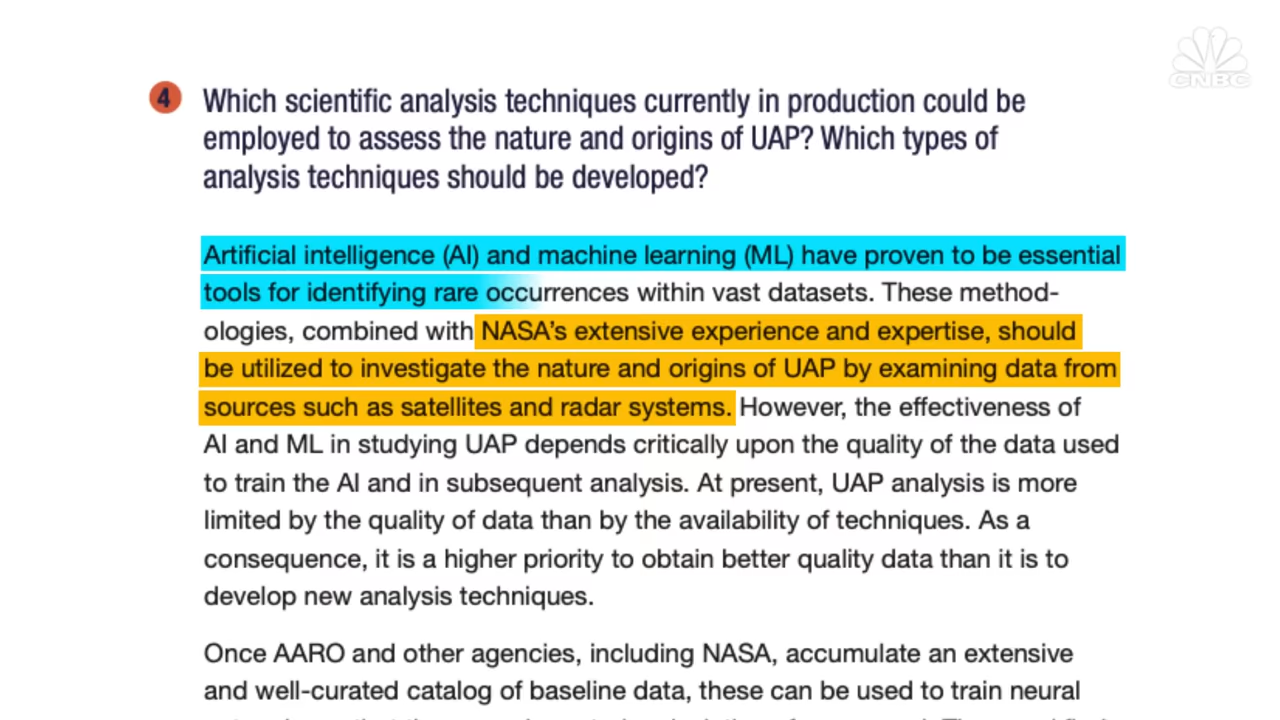 CNBC
4 Which scientific analysis techniques currently in production could be
employed to assess the nature and origins of UAP? Which types of
analysis techniques should be developed?
Artificial intelligence (AI) and machine learning (ML) have proven to be essential
tools for identifying rare occurrences within vast datasets. These method-
ologies, combined with NASA’s extensive experience and expertise, should
be utilized to investigate the nature and origins of UAP by examining data from
sources such as satellites and radar systems. However, the effectiveness of
AI and ML in studying UAP depends critically upon the quality of the data used
to train the AI and in subsequent analysis. At present, UAP analysis is more
limited by the quality of data than by the availability of techniques. As a
consequence, it is a higher priority to obtain better quality data than it is to
develop new analysis techniques.
Once AARO and other agencies, including NASA, accumulate an extensive
and well-curated catalog of baseline data, these can be used to train neural